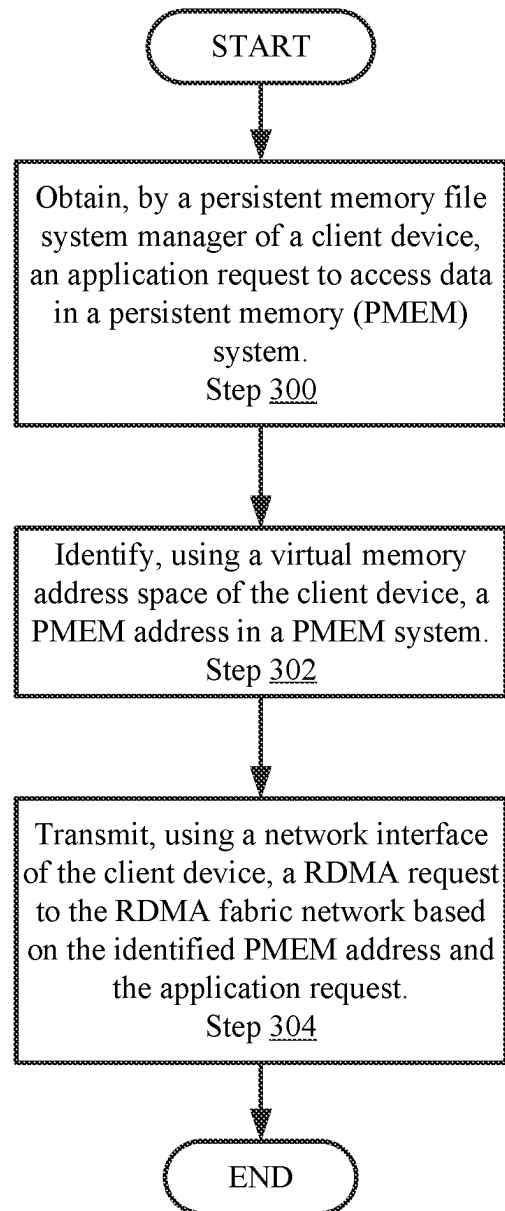 START
Obtain, by a persistent memory file
system manager of a client device,
an application request to access data
in a persistent memory (PMEM)
system.
Step 300
Identify, using a virtual memory
address space of the client device, a
PMEM address in a PMEM system.
Step 302
Transmit, using a network interface
of the client device, a RDMA request
to the RDMA fabric network based
on the identified PMEM address and
the application request.
Step 304
END